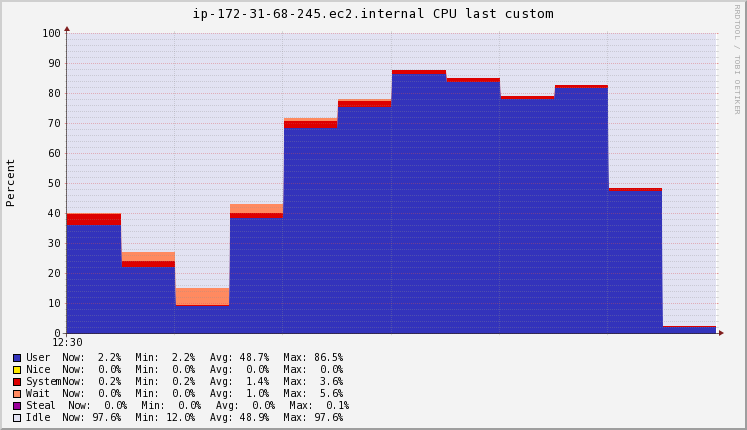 ip-172-31-68-245.ec2.internal CPU last custom
RRDTOOL / TOBI OETIKER
Percent
100
90
80
70
60
50
40
30
20
10
0
12:30
User Now: 2.2% Min: 2.2% Avg: 48.7% Max: 86.5%
Nice Now: 0.0% Min: 0.0% Avg: 0.0% Max: 0.0%
System Now: 0.2% Min: 0.2% Avg: 1.4% Max: 3.6%
Wait Now: 0.0% Min: 0.0% Avg: 1.0% Max: 5.6%
Steal Now: 0.0% Min: 0.0% Avg: 0.0% Max: 0.1%
Idle Now: 97.6% Min: 12.0% Avg: 48.9% Max: 97.6%